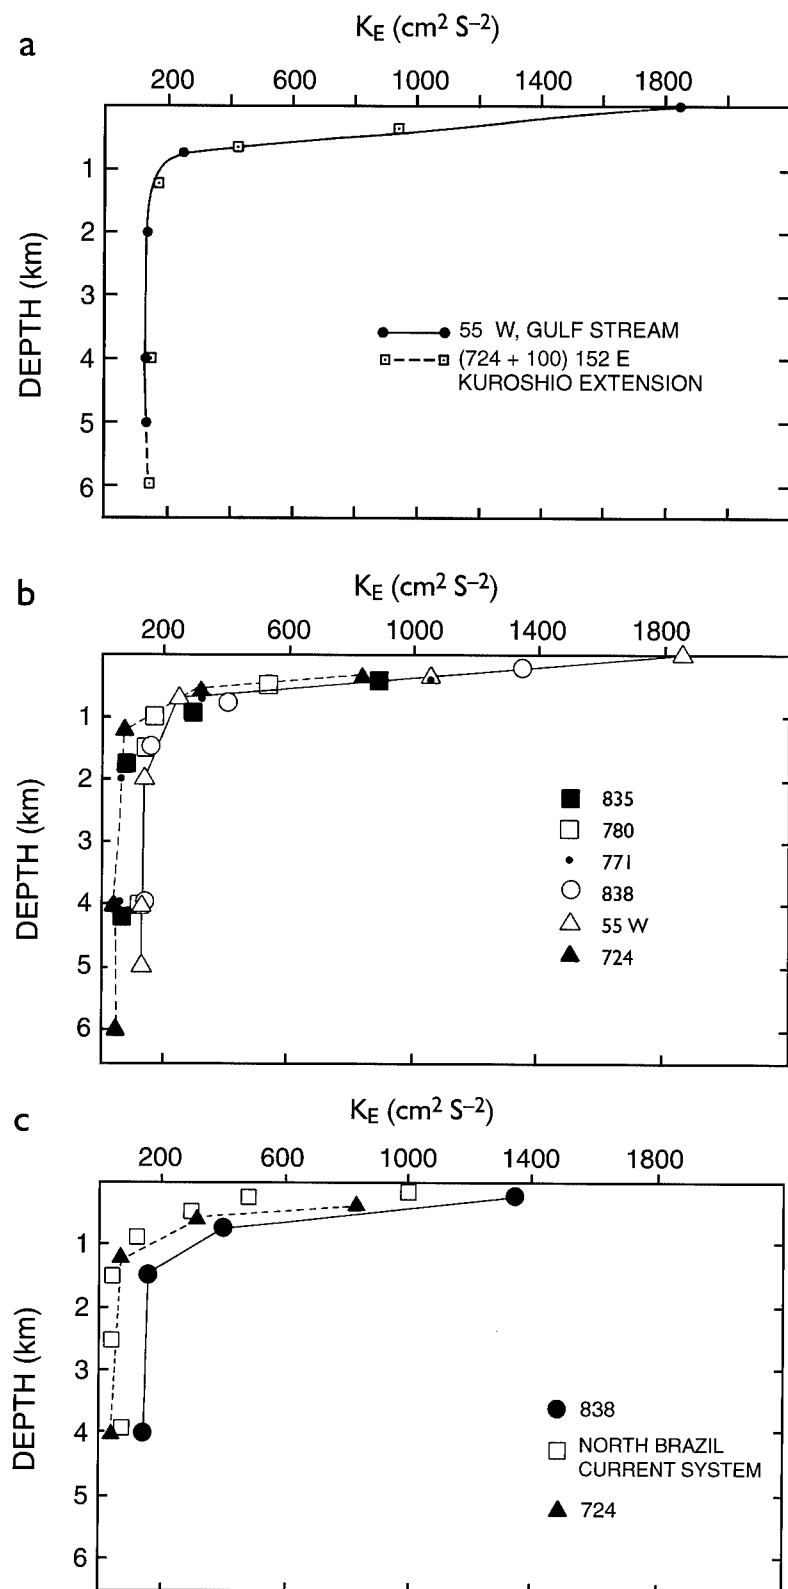 a
K_E (cm² S⁻²)
200 600 1000 1400 1800
DEPTH (km)
1
2
3
4
5
6
55 W, GULF STREAM
(724 + 100) 152 E
KUROSHIO EXTENSION
b
K_E (cm² S⁻²)
200 600 1000 1400 1800
DEPTH (km)
1
2
3
4
5
6
835
780
771
838
55 W
724
c
K_E (cm² S⁻²)
200 600 1000 1400 1800
DEPTH (km)
1
2
3
4
5
6
838
NORTH BRAZIL
CURRENT SYSTEM
724